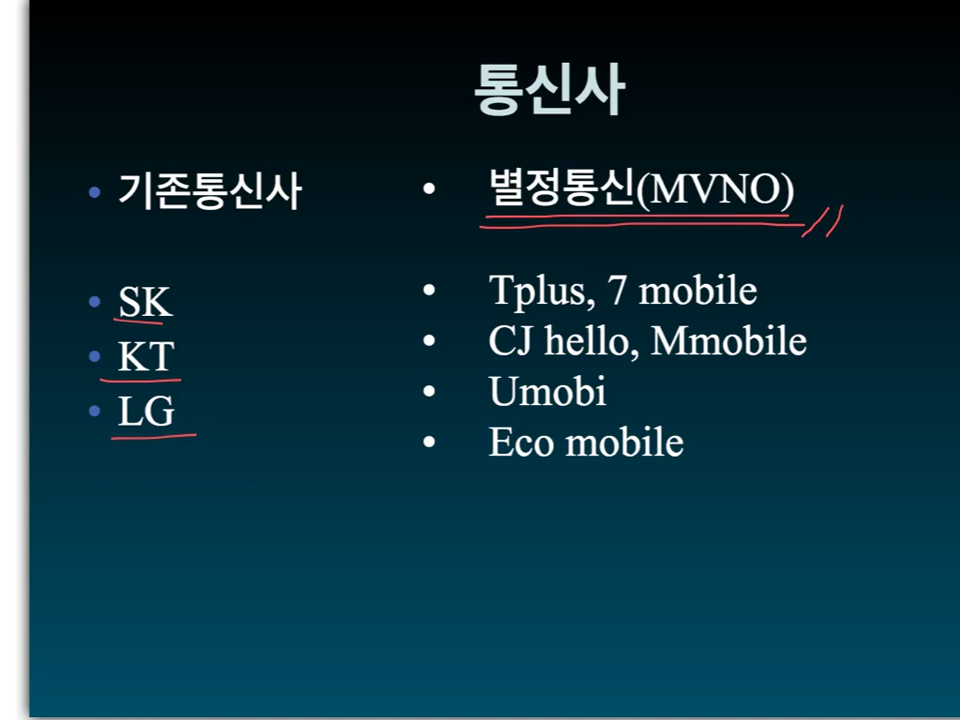 통신사
• 기존통신사
• SK
• KT
• LG
• 별정통신(MVNO)
• Tplus, 7 mobile
• CJ hello, Mmobile
• Umobi
• Eco mobile